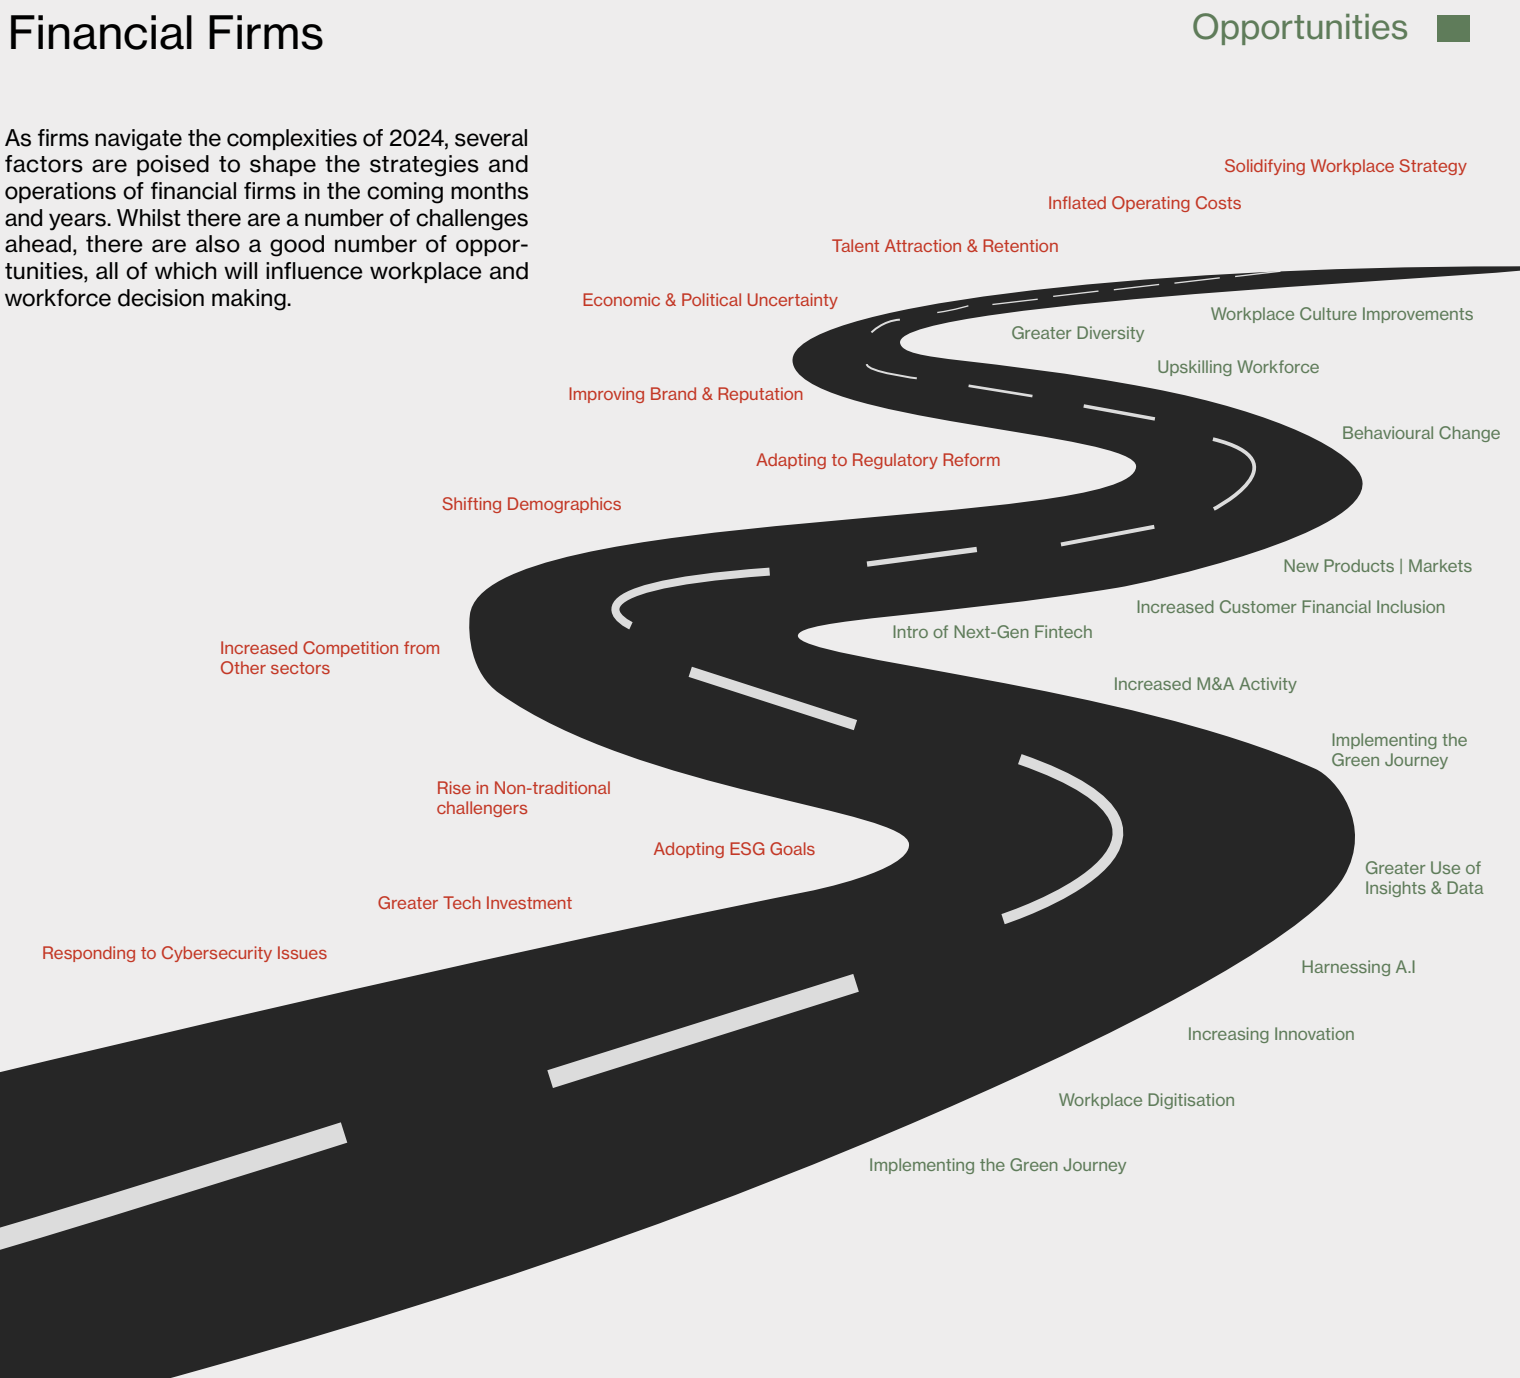 Financial Firms
Opportunities
As firms navigate the complexities of 2024, several
factors are poised to shape the strategies and
operations of financial firms in the coming months
and years. Whilst there are a number of challenges
ahead, there are also a good number of oppor-
tunities, all of which will influence workplace and
workforce decision making.
Solidifying Workplace Strategy
Inflated Operating Costs
Talent Attraction & Retention
Economic & Political Uncertainty
Workplace Culture Improvements
Greater Diversity
Upskilling Workforce
Improving Brand & Reputation
Behavioural Change
Adapting to Regulatory Reform
Shifting Demographics
New Products | Markets
Increased Customer Financial Inclusion
Intro of Next-Gen Fintech
Increased Competition from
Other sectors
Increased M&A Activity
Implementing the
Green Journey
Rise in Non-traditional
challengers
Adopting ESG Goals
Greater Use of
Insights & Data
Greater Tech Investment
Responding to Cybersecurity Issues
Harnessing A.I
Increasing Innovation
Workplace Digitisation
Implementing the Green Journey